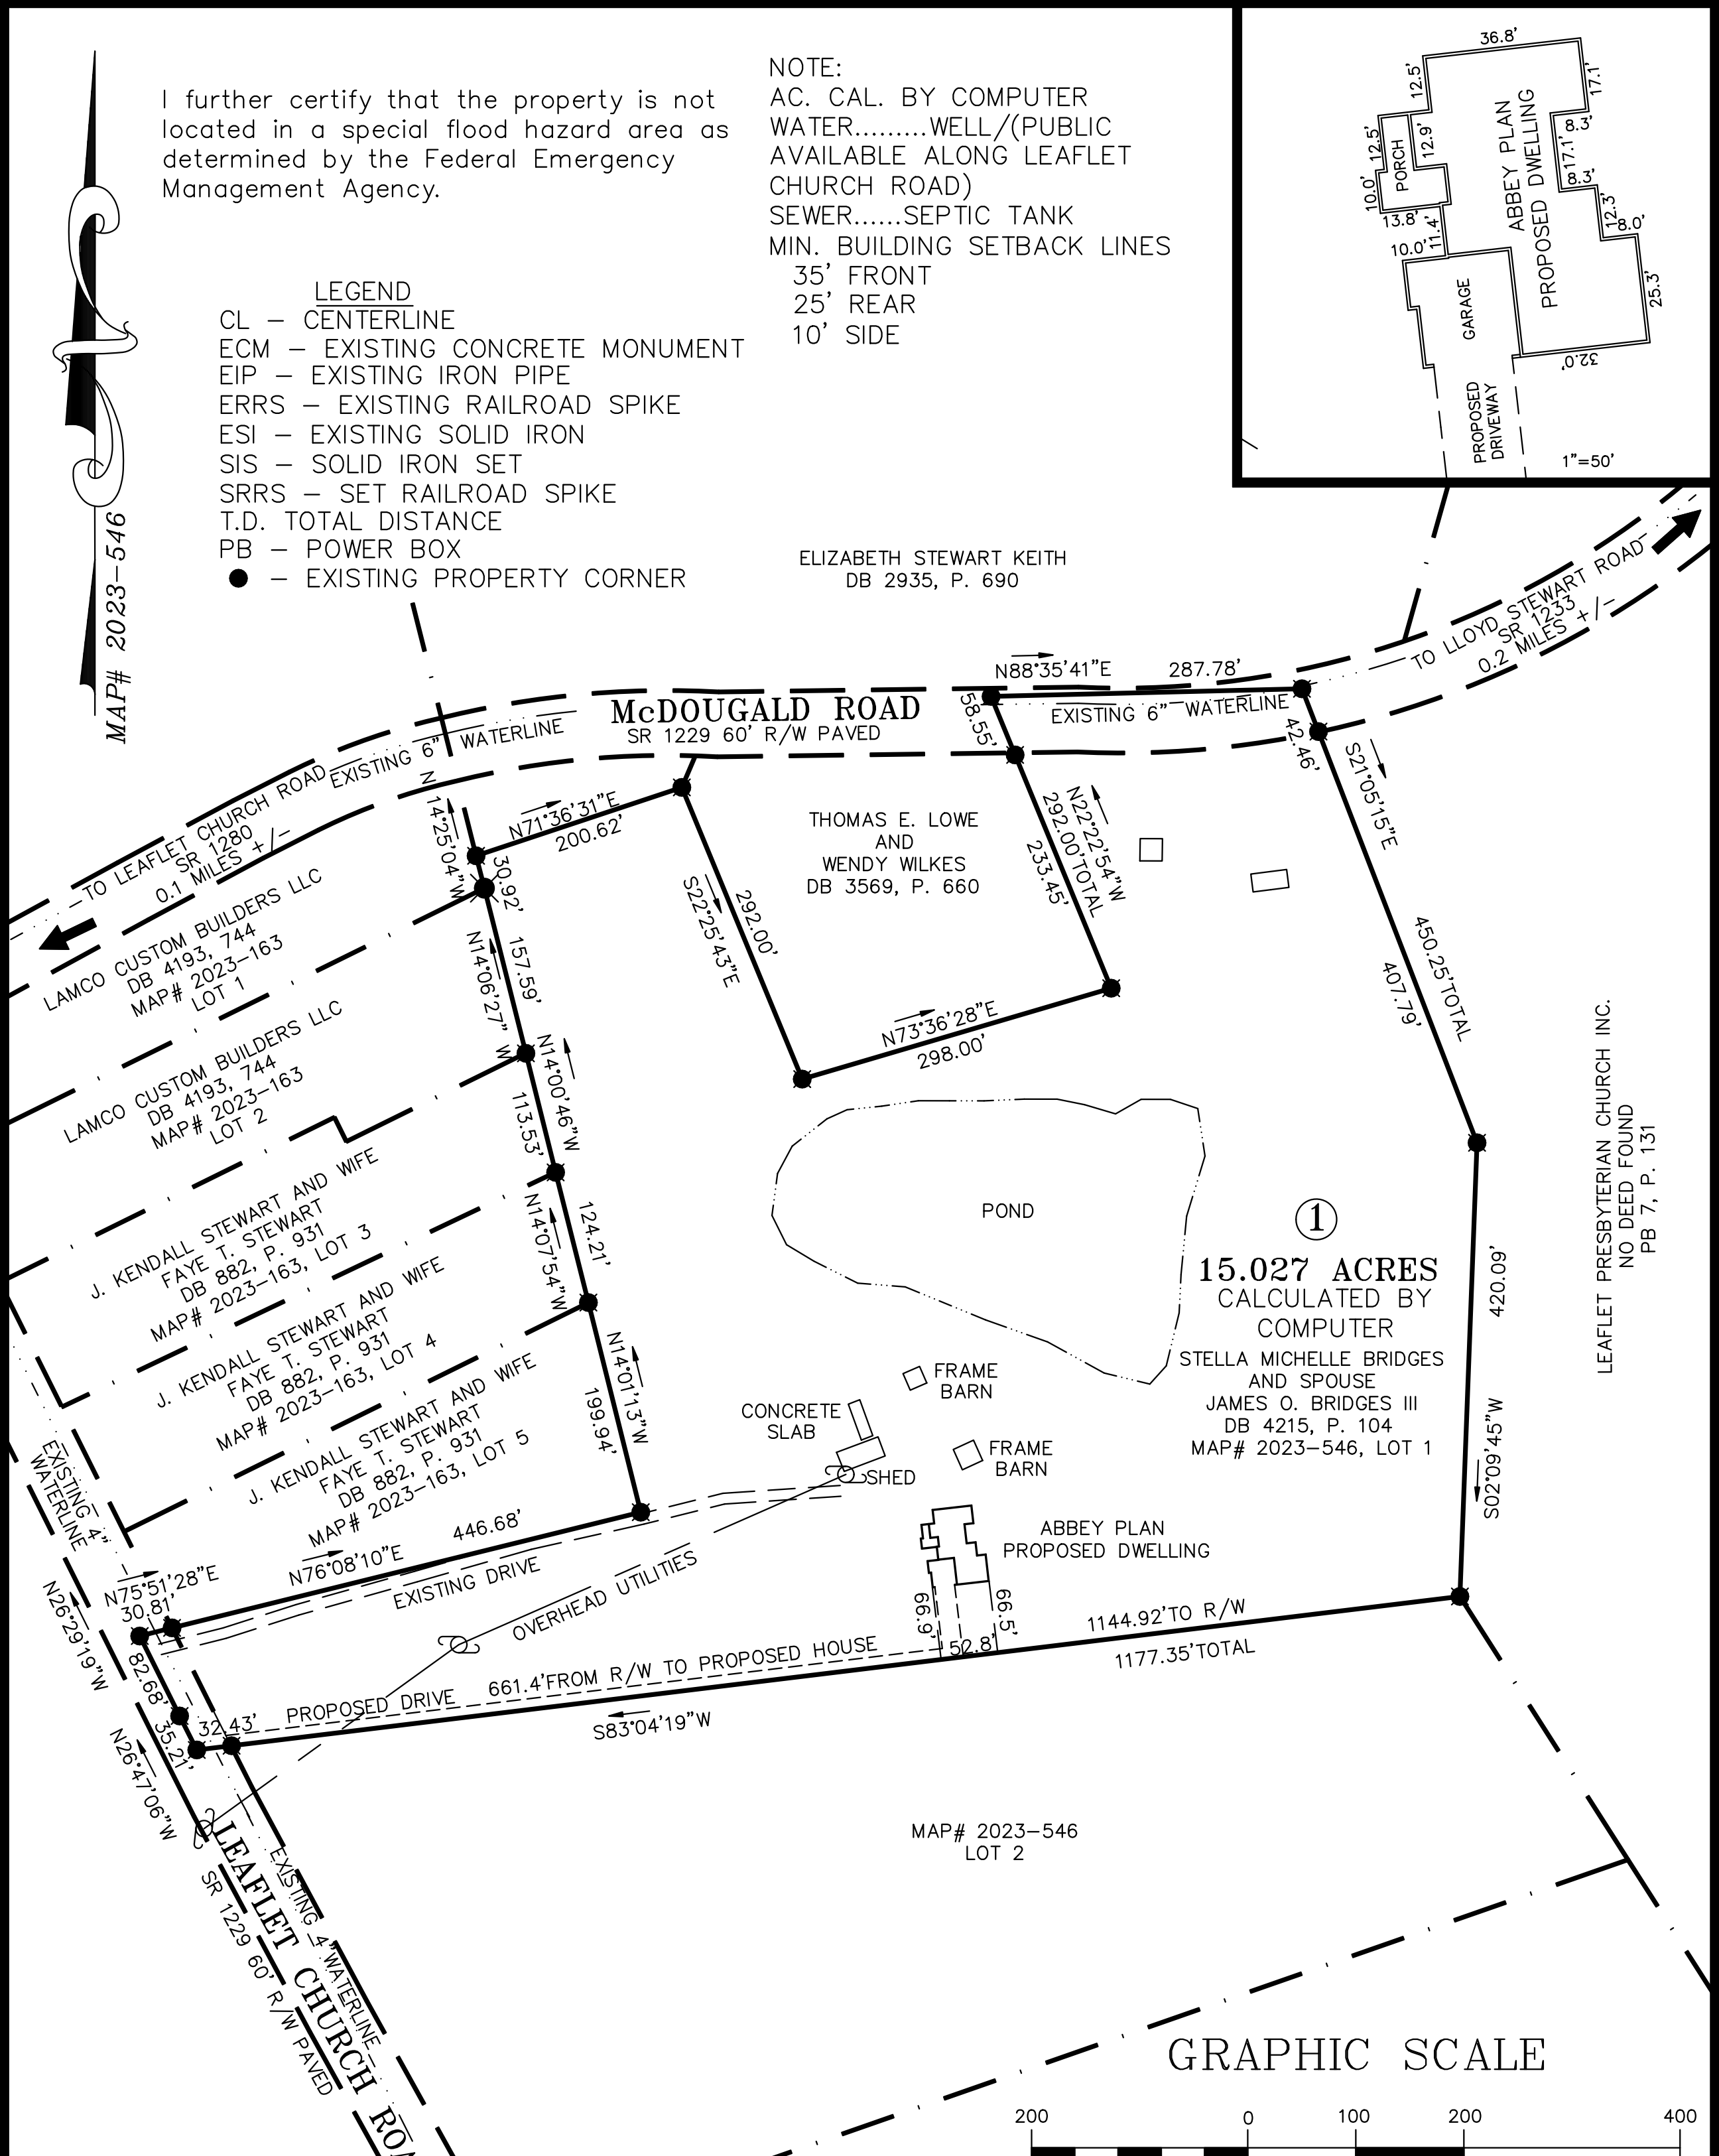 I further certify that the property is not
located in a special flood hazard area as
determined by the Federal Emergency
Management Agency.
MAP# 2023-546
LEGEND
CL - CENTERLINE
ECM - EXISTING CONCRETE MONUMENT
EIP - EXISTING IRON PIPE
ERRS - EXISTING RAILROAD SPIKE
ESI - EXISTING SOLID IRON
SIS - SOLID IRON SET
SRRS - SET RAILROAD SPIKE
T.D. TOTAL DISTANCE
PB - POWER BOX
● - EXISTING PROPERTY CORNER
NOTE:
AC. CAL. BY COMPUTER
WATER.........WELL/(PUBLIC
AVAILABLE ALONG LEAFLET
CHURCH ROAD)
SEWER......SEPTIC TANK
MIN. BUILDING SETBACK LINES
35' FRONT
25' REAR
10' SIDE
36.8'
12.5'
17.1'
8.3'
12.5'
12.9'
PORCH
17.1'
8.3'
10.0'
13.8'
11.4'
12.3'
8.0'
10.0'
ABBEY PLAN
PROPOSED DWELLING
GARAGE
25.3'
32.0'
PROPOSED
DRIVEWAY
1"=50'
ELIZABETH STEWART KEITH
DB 2935, P. 690
TO LLOYD STEWART ROAD
SR 1233
0.2 MILES +/-
N88°35'41"E
287.78'
EXISTING 6" WATERLINE
McDOUGALD ROAD
SR 1229 60' R/W PAVED
58.55'
42.46'
EXISTING 6" WATERLINE
TO LEAFLET CHURCH ROAD
SR 1280
0.1 MILES +/-
N 14°25'04"W
30.92'
N71°36'31"E
200.62'
THOMAS E. LOWE
AND
WENDY WILKES
DB 3569, P. 660
S22°25'43"E
292.00'
N22°22'54"W
292.00'TOTAL
233.45'
N73°36'28"E
298.00'
S21°05'15"E
450.25'TOTAL
407.79'
LAMCO CUSTOM BUILDERS LLC
DB 4193, 744
MAP# 2023-163
LOT 1
N14°06'27" W
157.59'
LAMCO CUSTOM BUILDERS LLC
DB 4193, 744
MAP# 2023-163
LOT 2
N14°00'46"W
113.53'
J. KENDALL STEWART AND WIFE
FAYE T. STEWART
DB 882, P. 931
MAP# 2023-163, LOT 3
N14°07'54"W
124.21'
J. KENDALL STEWART AND WIFE
FAYE T. STEWART
DB 882, P. 931
MAP# 2023-163, LOT 4
N14°01'13"W
199.94'
J. KENDALL STEWART AND WIFE
FAYE T. STEWART
DB 882, P. 931
MAP# 2023-163, LOT 5
POND
1
15.027 ACRES
CALCULATED BY
COMPUTER
STELLA MICHELLE BRIDGES
AND SPOUSE
JAMES O. BRIDGES III
DB 4215, P. 104
MAP# 2023-546, LOT 1
420.09'
S02°09'45"W
LEAFLET PRESBYTERIAN CHURCH INC.
NO DEED FOUND
PB 7, P. 131
FRAME
BARN
CONCRETE
SLAB
FRAME
BARN
SHED
ABBEY PLAN
PROPOSED DWELLING
66.9'
66.5'
52.8'
EXISTING 4"
WATERLINE
N75°51'28"E
30.81'
N76°08'10"E
446.68'
EXISTING DRIVE
OVERHEAD UTILITIES
1144.92'TO R/W
1177.35'TOTAL
661.4'FROM R/W TO PROPOSED HOUSE
PROPOSED DRIVE
S83°04'19"W
N26°29'19"W
82.68'
35.21'
32.43'
N26°47'06"W
LEAFLET CHURCH ROA
SR 1229 60' R/W PAVED
EXISTING 4"WATERLINE
MAP# 2023-546
LOT 2
GRAPHIC SCALE
200 0 100 200 400